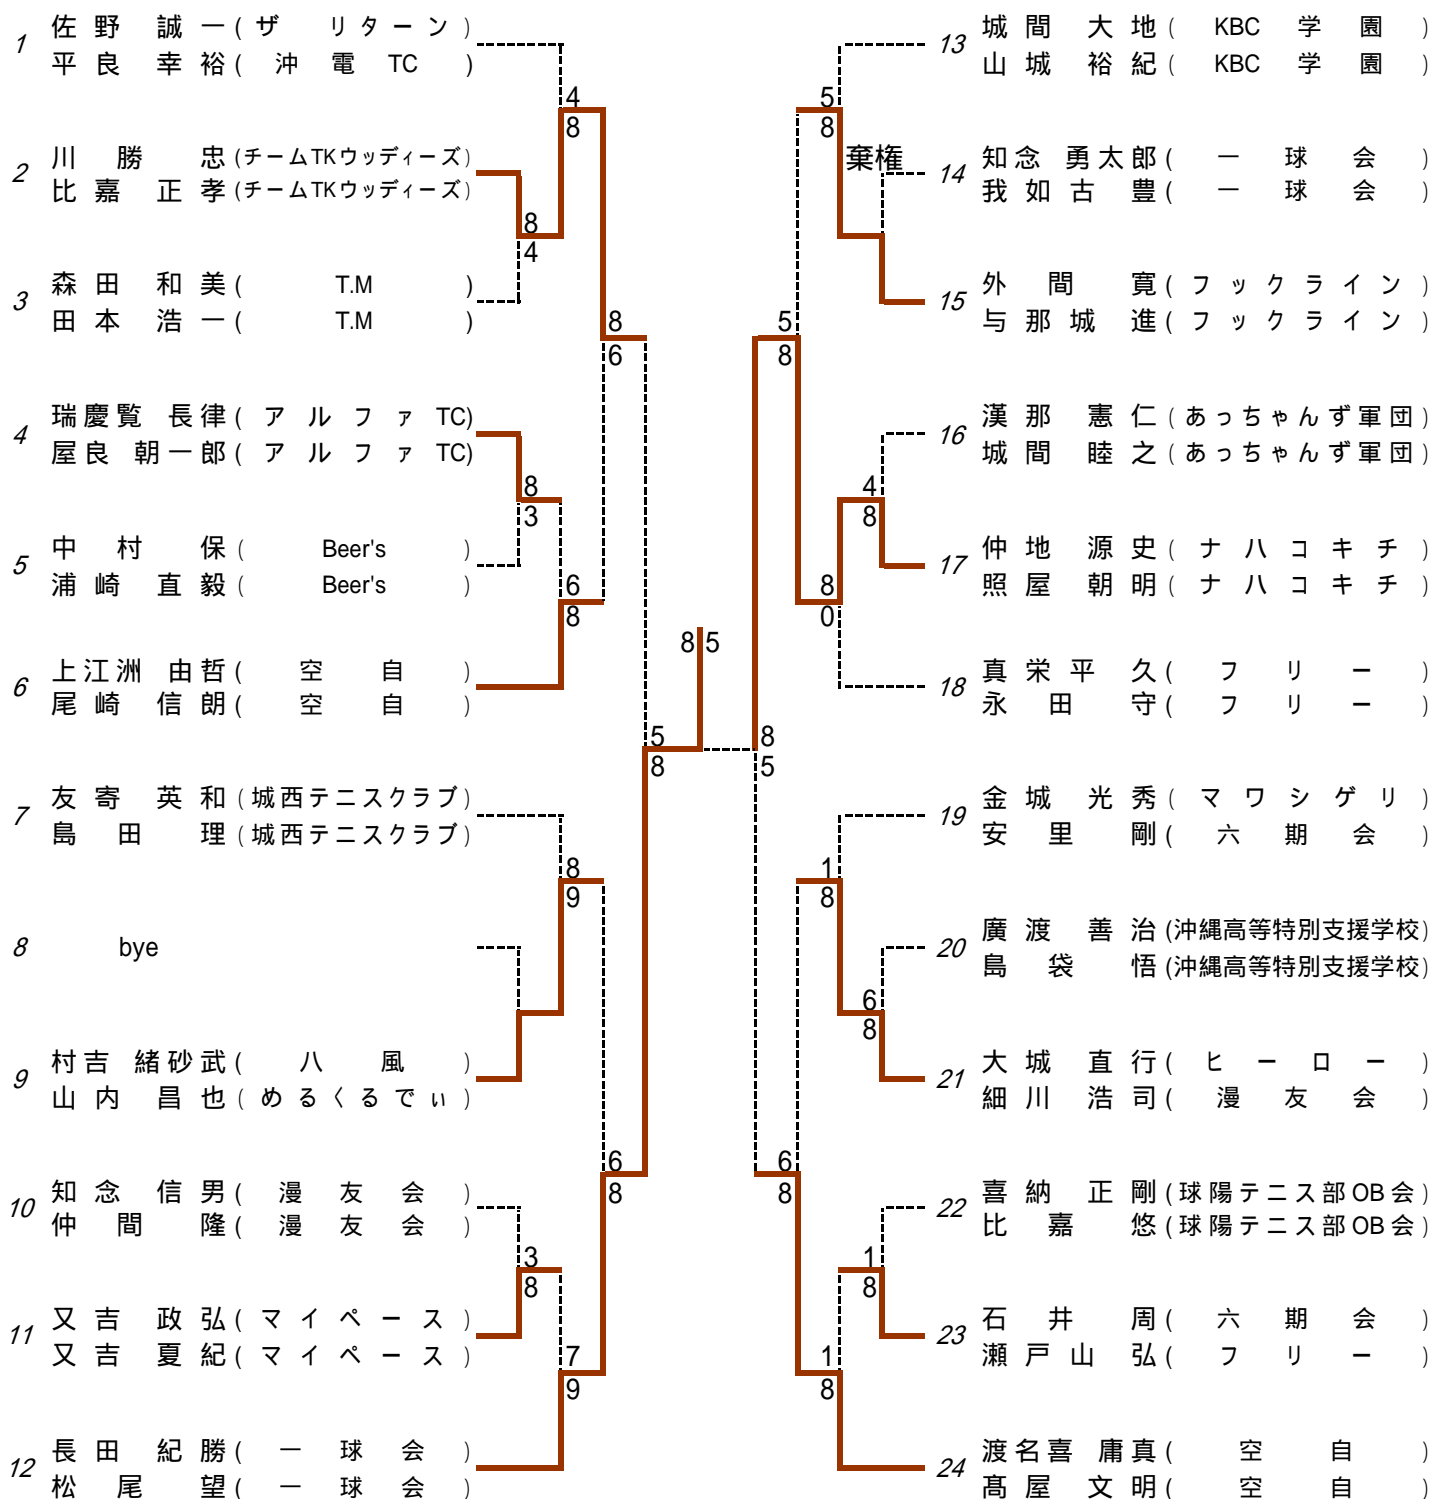 1 佐野 誠一 (ザ リターン)
平良 幸裕 (沖電 TC)
4
8
2 川勝 忠 (チームTKウッディーズ)
比嘉 正孝 (チームTKウッディーズ)
8
4
3 森田 和美 (T.M)
田本 浩一 (T.M)
8
6
4 瑞慶覧 長律 (アルファ TC)
屋良 朝一郎 (アルファ TC)
8
3
5 中村 保 (Beer's)
浦崎 直毅 (Beer's)
6
8
6 上江洲 由哲 (空自)
尾崎 信朗 (空自)
5
8
7 友寄 英和 (城西テニスクラブ)
島田 理 (城西テニスクラブ)
8
9
8 bye
9 村吉 緒砂武 (八風)
山内 昌也 (めるくるでぃ)
6
8
10 知念 信男 (漫友会)
仲間 隆 (漫友会)
3
8
11 又吉 政弘 (マイペース)
又吉 夏紀 (マイペース)
7
9
12 長田 紀勝 (一球会)
松尾 望 (一球会)
8 5
13 城間 大地 (KBC 学園)
山城 裕紀 (KBC 学園)
5
8
棄権
14 知念 勇太郎 (一球会)
我如古 豊 (一球会)
15 外間 寛 (フックライン)
与那城 進 (フックライン)
5
8
16 漢那 憲仁 (あっちゃんず軍団)
城間 睦之 (あっちゃんず軍団)
4
8
17 仲地 源史 (ナハコキチ)
照屋 朝明 (ナハコキチ)
8
0
18 真栄平 久 (フリー)
永田 守 (フリー)
8
5
19 金城 光秀 (マワシゲリ)
安里 剛 (六期会)
1
8
20 廣渡 善治 (沖縄高等特別支援学校)
島袋 悟 (沖縄高等特別支援学校)
6
8
21 大城 直行 (ヒーロー)
細川 浩司 (漫友会)
6
8
22 喜納 正剛 (球陽テニス部OB会)
比嘉 悠 (球陽テニス部OB会)
1
8
23 石井 周 (六期会)
瀬戸山 弘 (フリー)
1
8
24 渡名喜 庸真 (空自)
髙屋 文明 (空自)